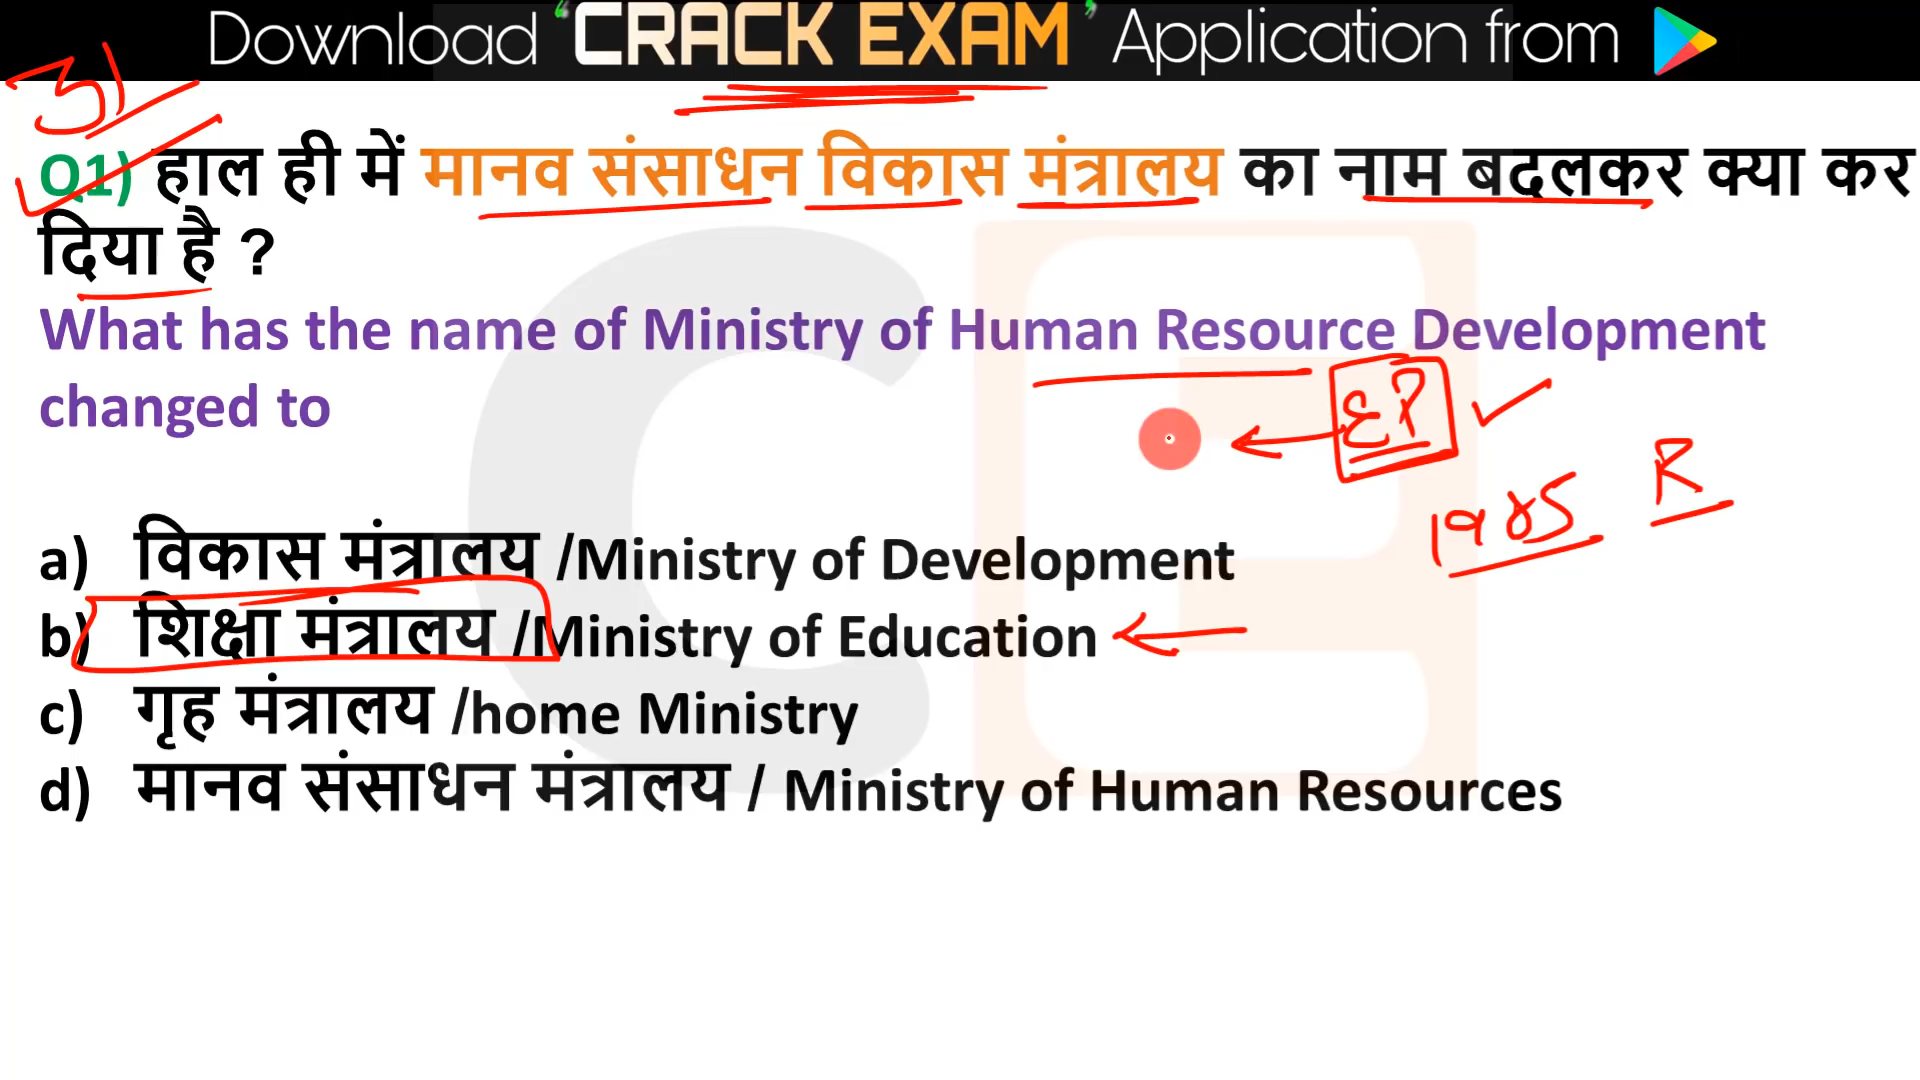 Download ‘CRACK EXAM’ Application from
31
Q1) हाल ही में मानव संसाधन विकास मंत्रालय का नाम बदलकर क्या कर
दिया है ?
What has the name of Ministry of Human Resource Development
changed to
EP
R
1985
a) विकास मंत्रालय /Ministry of Development
b) शिक्षा मंत्रालय /Ministry of Education
c) गृह मंत्रालय /home Ministry
d) मानव संसाधन मंत्रालय / Ministry of Human Resources